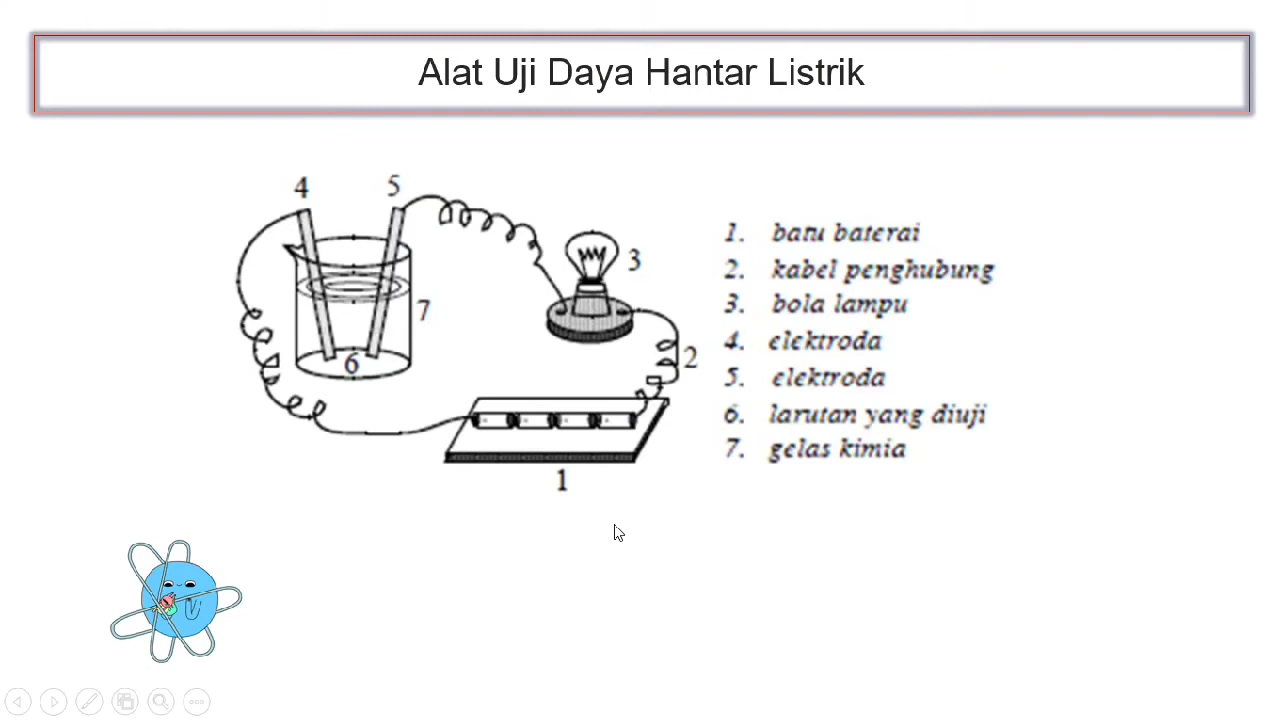 Alat Uji Daya Hantar Listrik
4
5
3
7
2
6
1
1. batu baterai
2. kabel penghubung
3. bola lampu
4. elektroda
5. elektroda
6. larutan yang diuji
7. gelas kimia